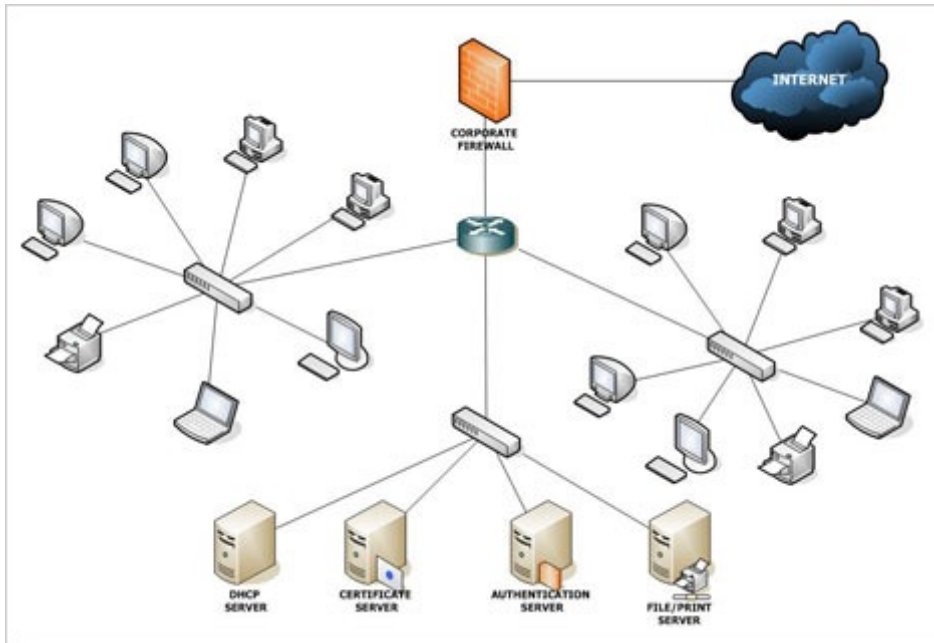 INTERNET
CORPORATE
FIREWALL
DHCP
SERVER
CERTIFICATE
SERVER
AUTHENTICATION
SERVER
FILE/PRINT
SERVER